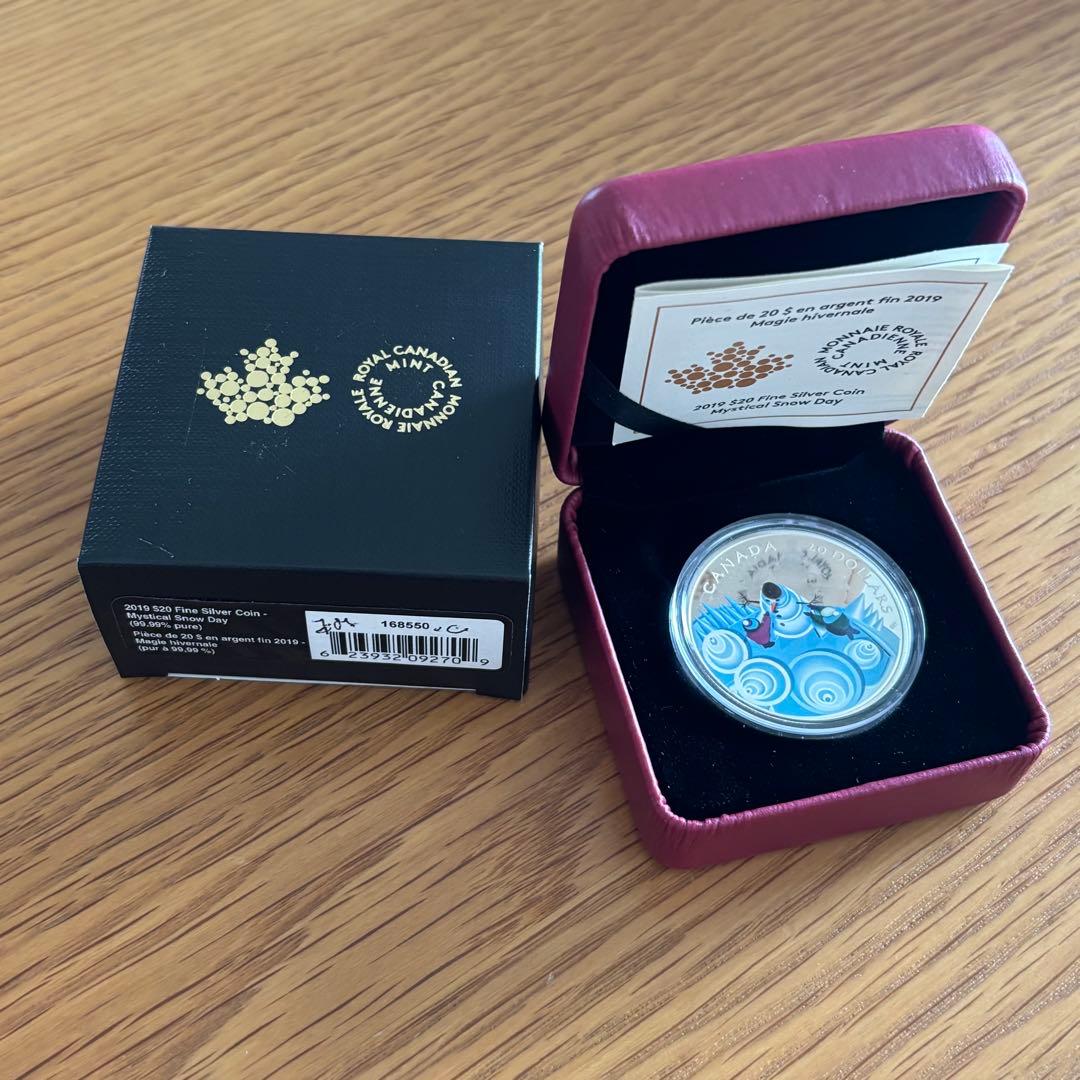 ROYAL CANADIAN MINT
MONNAIE ROYALE CANADIENNE
2019 $20 Fine Silver Coin -
Mystical Snow Day
(99.99% pure)
Pièce de 20 $ en argent fin 2019 -
Magie hivernale
(pur à 99,99 %)
168550
6 23932 09270 9
Pièce de 20 $ en argent fin 2019
Magie hivernale
MONNAIE ROYALE CANADIENNE
ROYAL CANADIAN MINT
2019 $20 Fine Silver Coin
Mystical Snow Day
CANADA
20 DOLLARS